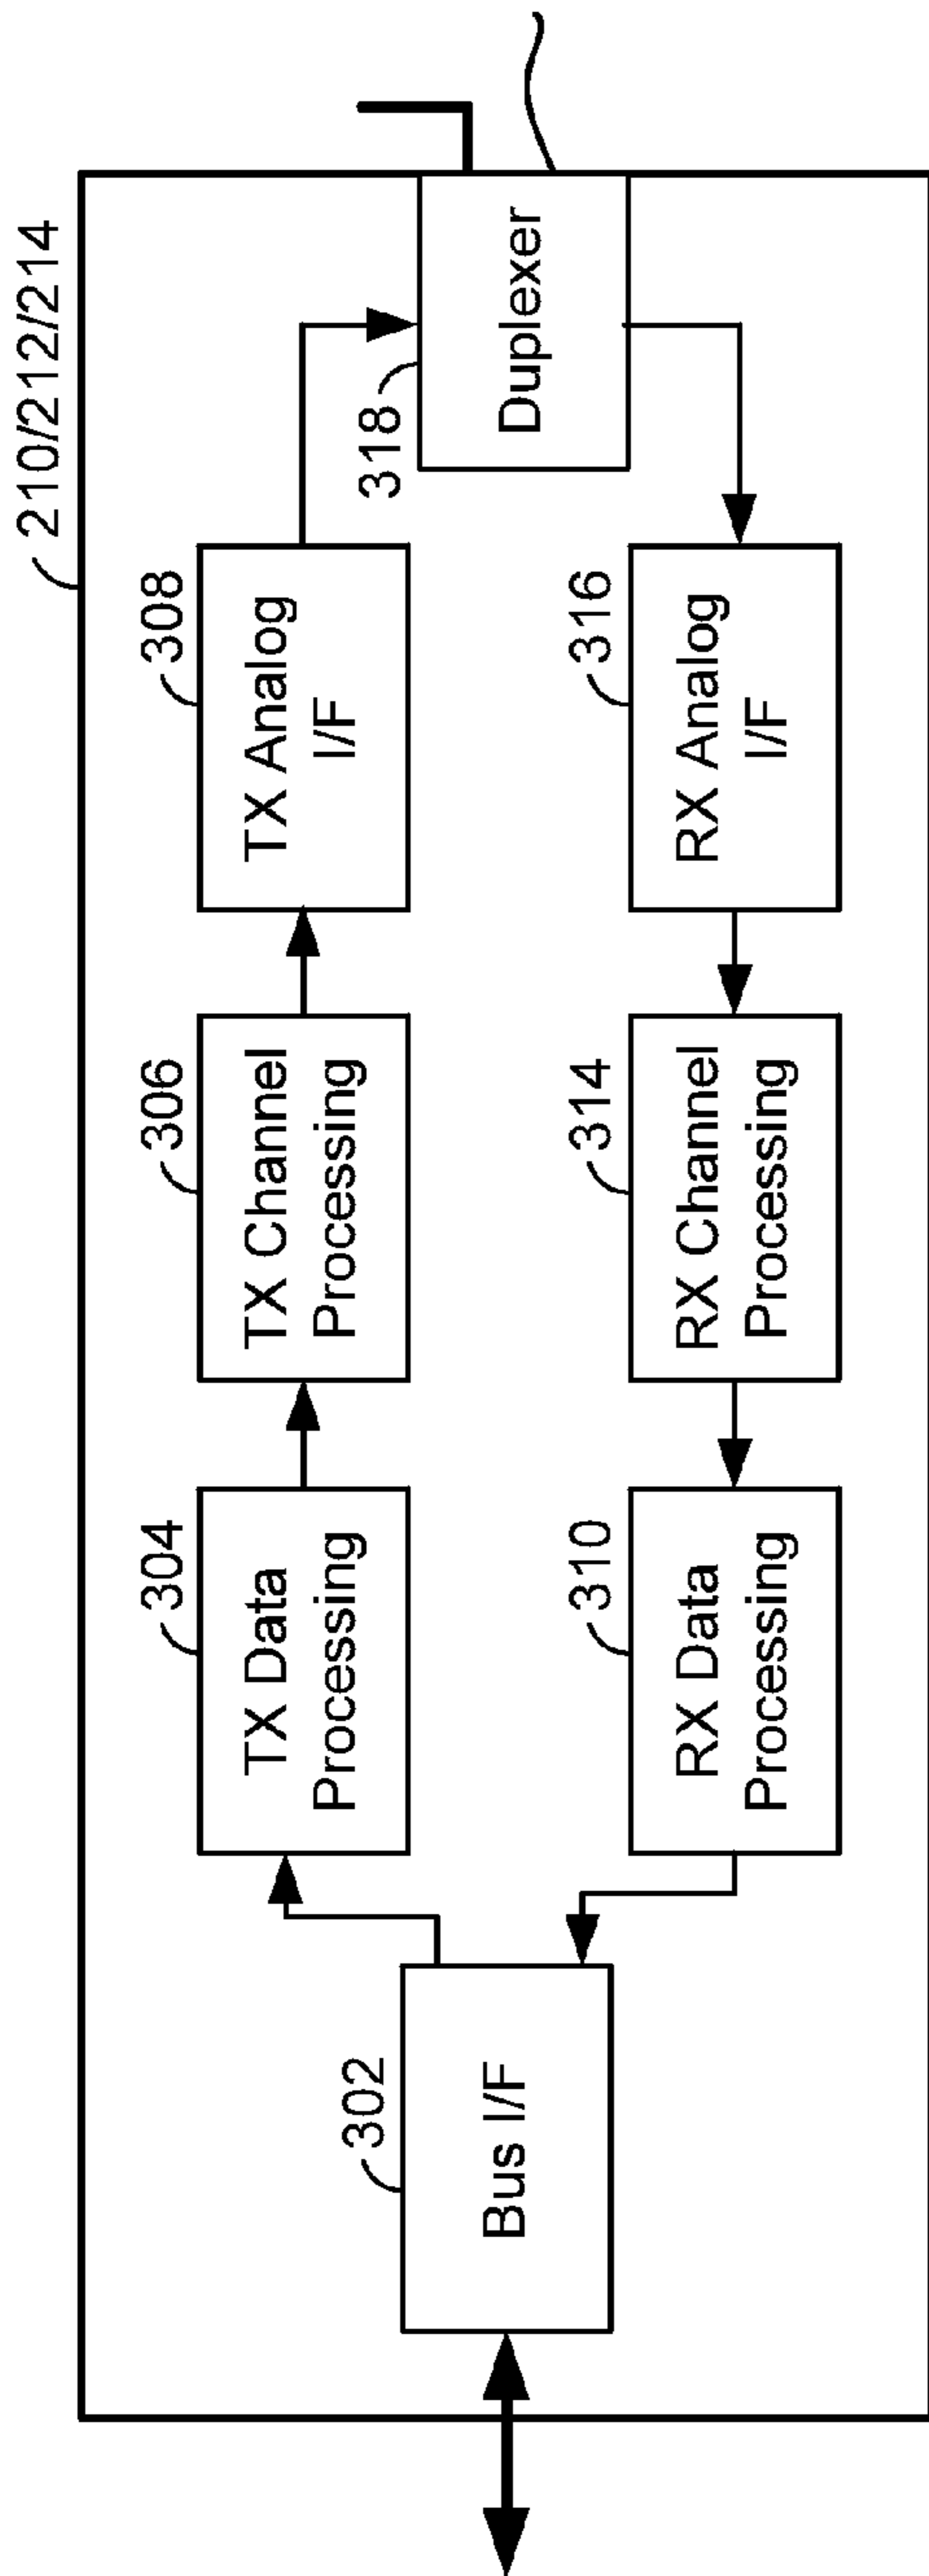 210/212/214
304
TX Data
Processing
306
TX Channel
Processing
308
TX Analog
I/F
302
Bus I/F
318
Duplexer
310
RX Data
Processing
314
RX Channel
Processing
316
RX Analog
I/F